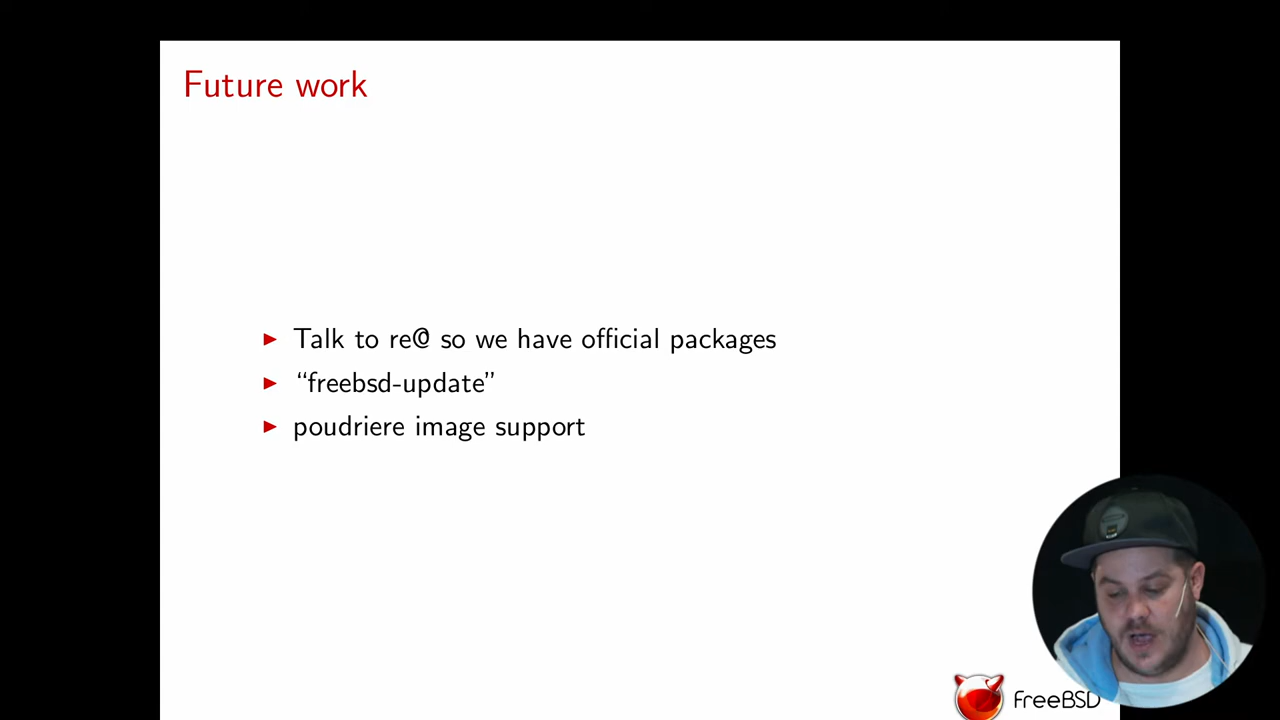 Future work
▶ Talk to re@ so we have official packages
▶ “freebsd-update”
▶ poudriere image support
FreeBSD